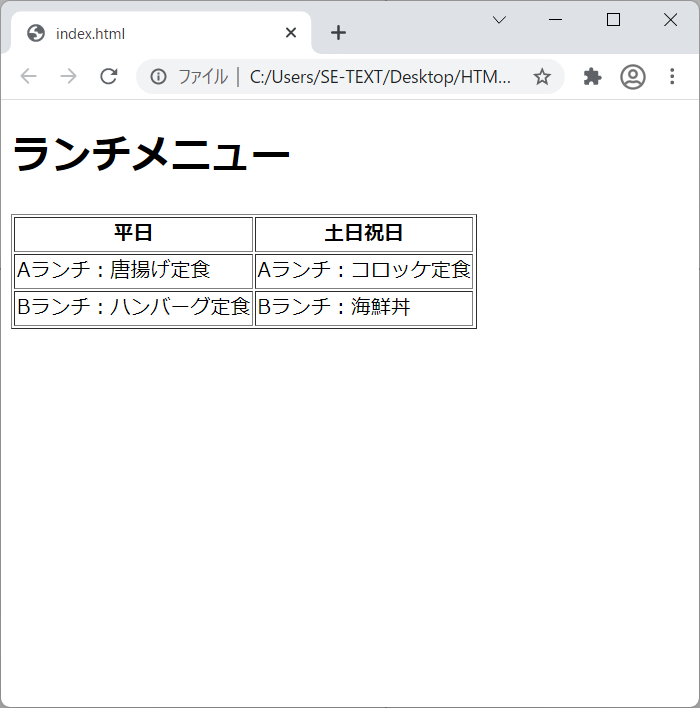 index.html
ファイル | C:/Users/SE-TEXT/Desktop/HTM...
ランチメニュー
平日 土日祝日
Aランチ：唐揚げ定食 Aランチ：コロッケ定食
Bランチ：ハンバーグ定食 Bランチ：海鮮丼